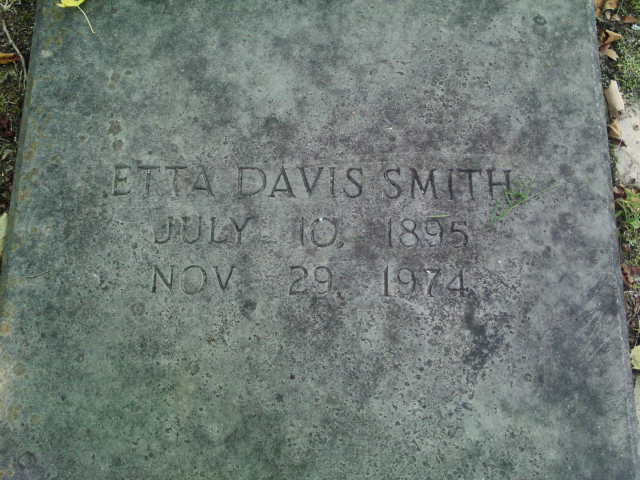 ETTA DAVIS SMITH
JULY 10, 1895
NOV. 29, 1974